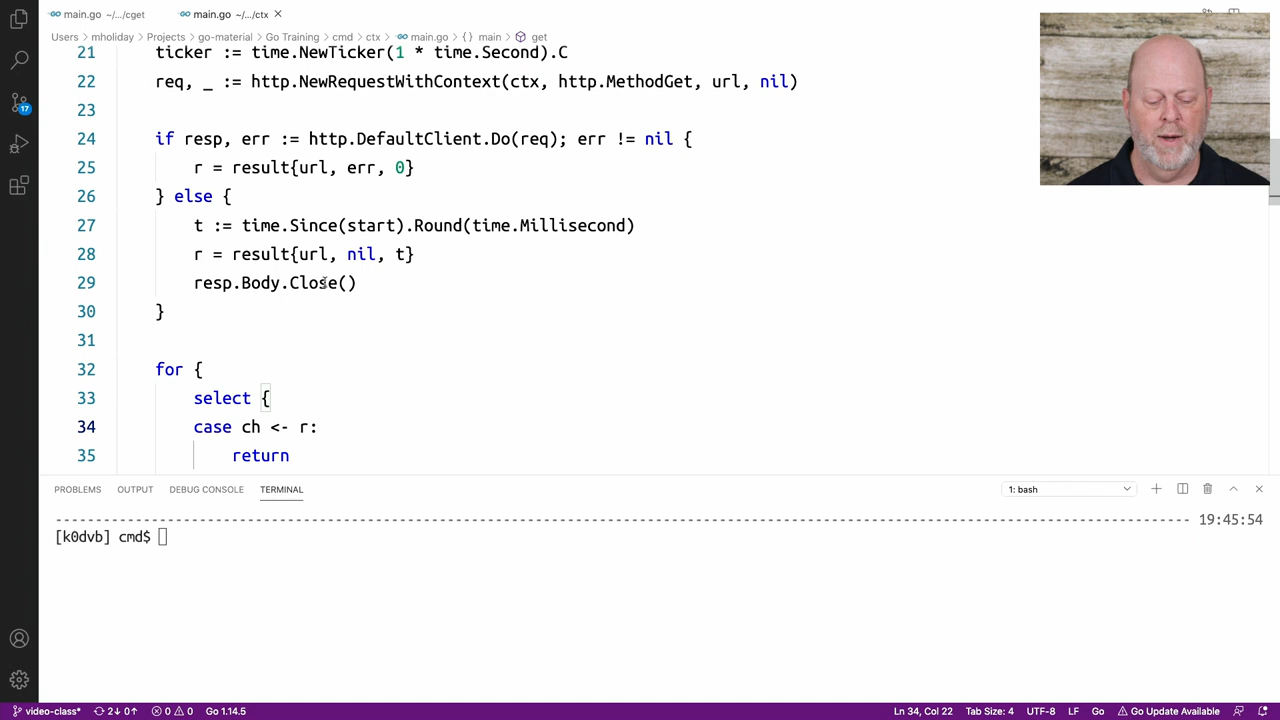 main.go ~/.../cget main.go ~/.../ctx
Users mholiday Projects go-material Go Training cmd ctx main.go {} main get
21 ticker := time.NewTicker(1 * time.Second).C
22 req, _ := http.NewRequestWithContext(ctx, http.MethodGet, url, nil)
23
24 if resp, err := http.DefaultClient.Do(req); err != nil {
25 r = result{url, err, 0}
26 } else {
27 t := time.Since(start).Round(time.Millisecond)
28 r = result{url, nil, t}
29 resp.Body.Close()
30 }
31
32 for {
33 select {
34 case ch <- r:
35 return
PROBLEMS OUTPUT DEBUG CONSOLE TERMINAL 1: bash
19:45:54
[k0dvb] cmd$
17
video-class* 2↓ 0↑ 0 0 Go 1.14.5 Ln 34, Col 22 Tab Size: 4 UTF-8 LF Go Go Update Available